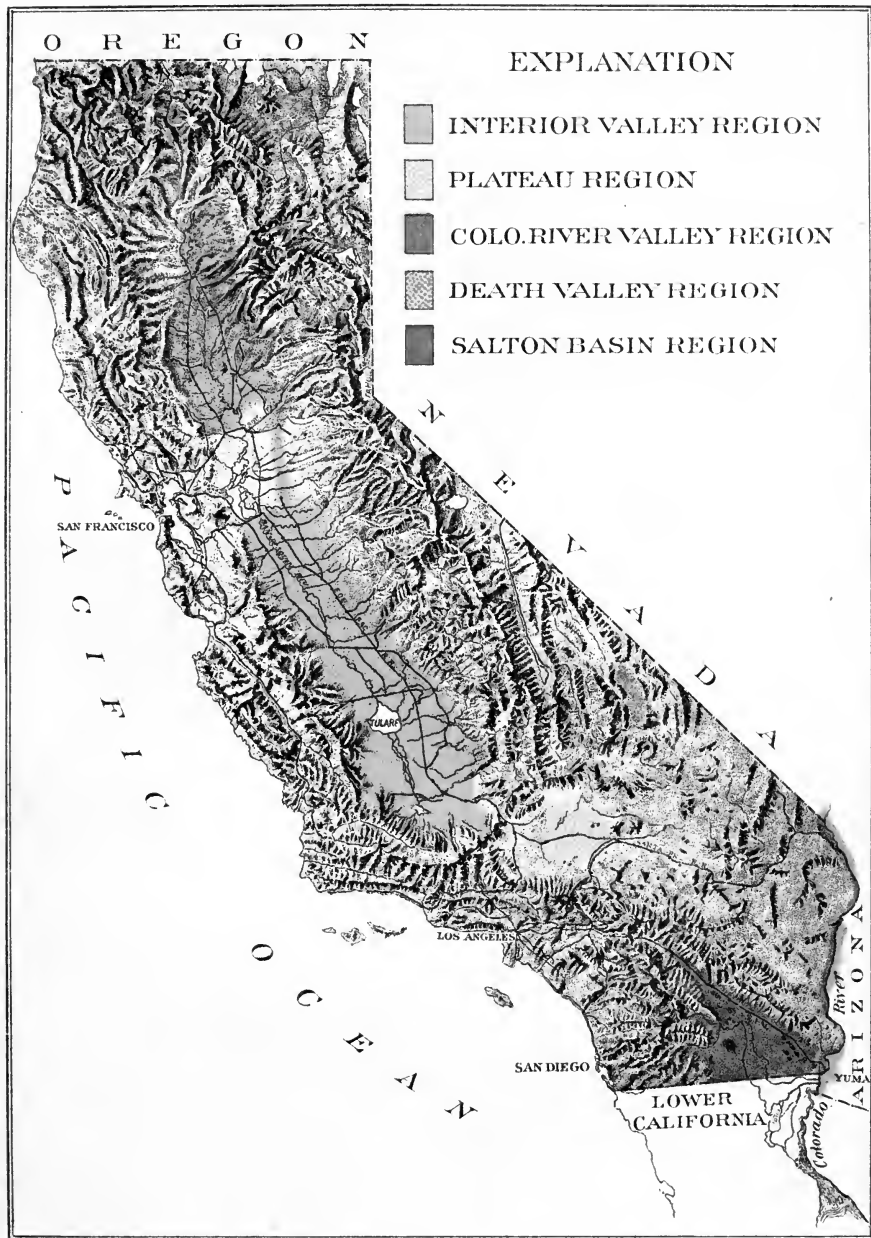 OREGON
EXPLANATION
INTERIOR VALLEY REGION
PLATEAU REGION
COLO. RIVER VALLEY REGION
DEATH VALLEY REGION
SALTON BASIN REGION
NEVADA
PACIFIC
SAN FRANCISCO
TULARE
OCEAN
LOS ANGELES
ARIZONA
River
SAN DIEGO
YUMA
LOWER
CALIFORNIA
Colorado